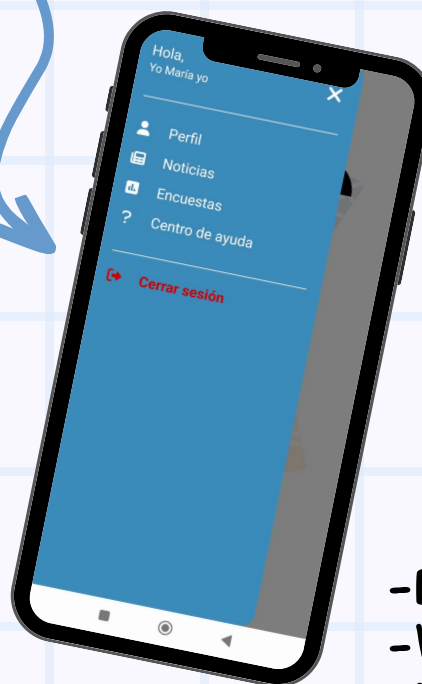 Hola,
Yo María yo
Perfil
Noticias
Encuestas
Centro de ayuda
Cerrar sesión